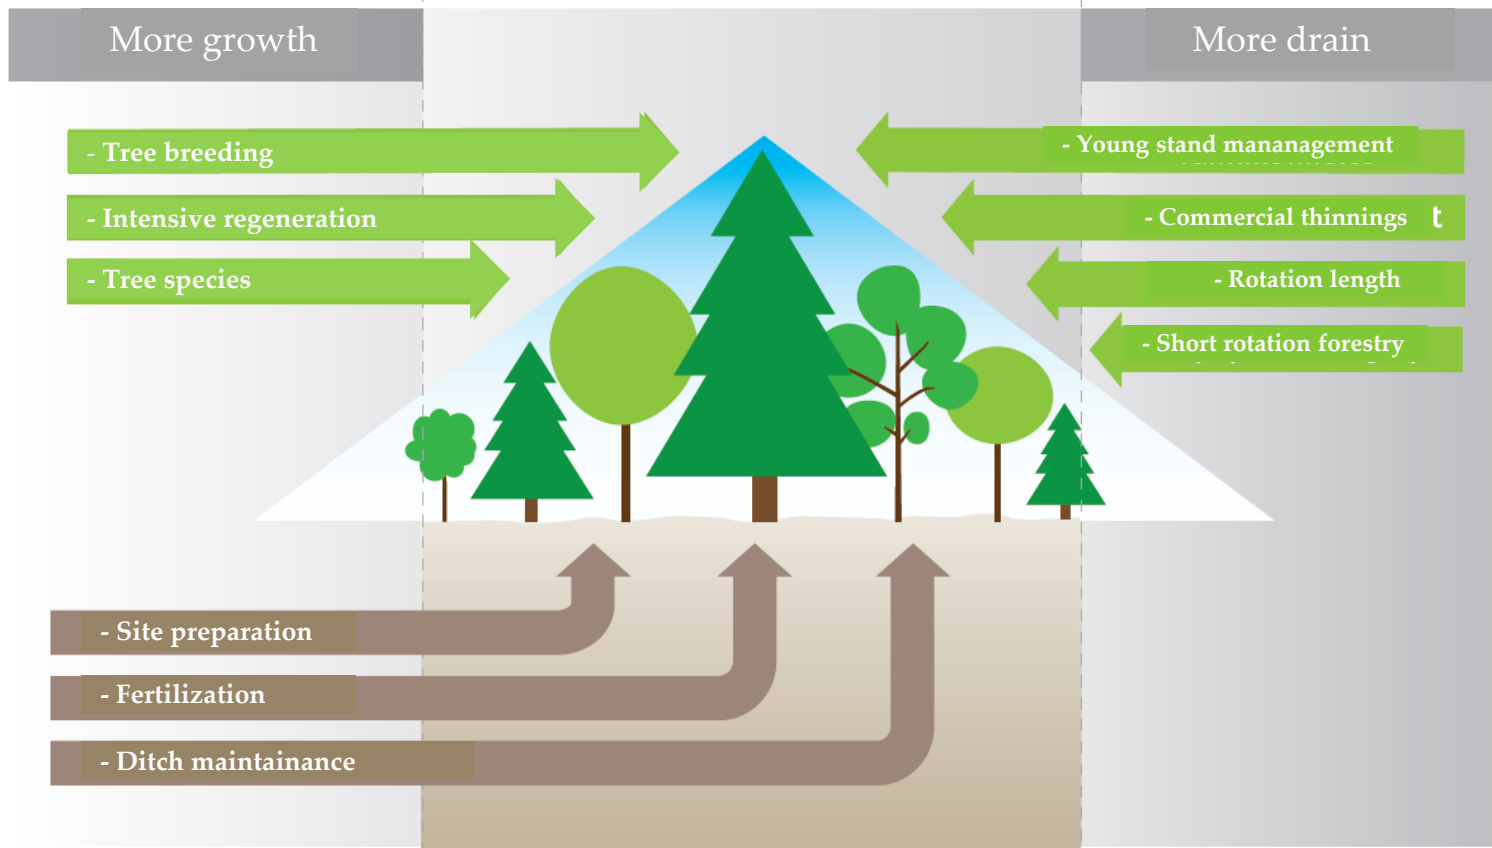 More growth
More drain
- Tree breeding
- Intensive regeneration
- Tree species
- Young stand mananagement
- Commercial thinnings t
- Rotation length
- Short rotation forestry
- Site preparation
- Fertilization
- Ditch maintainance